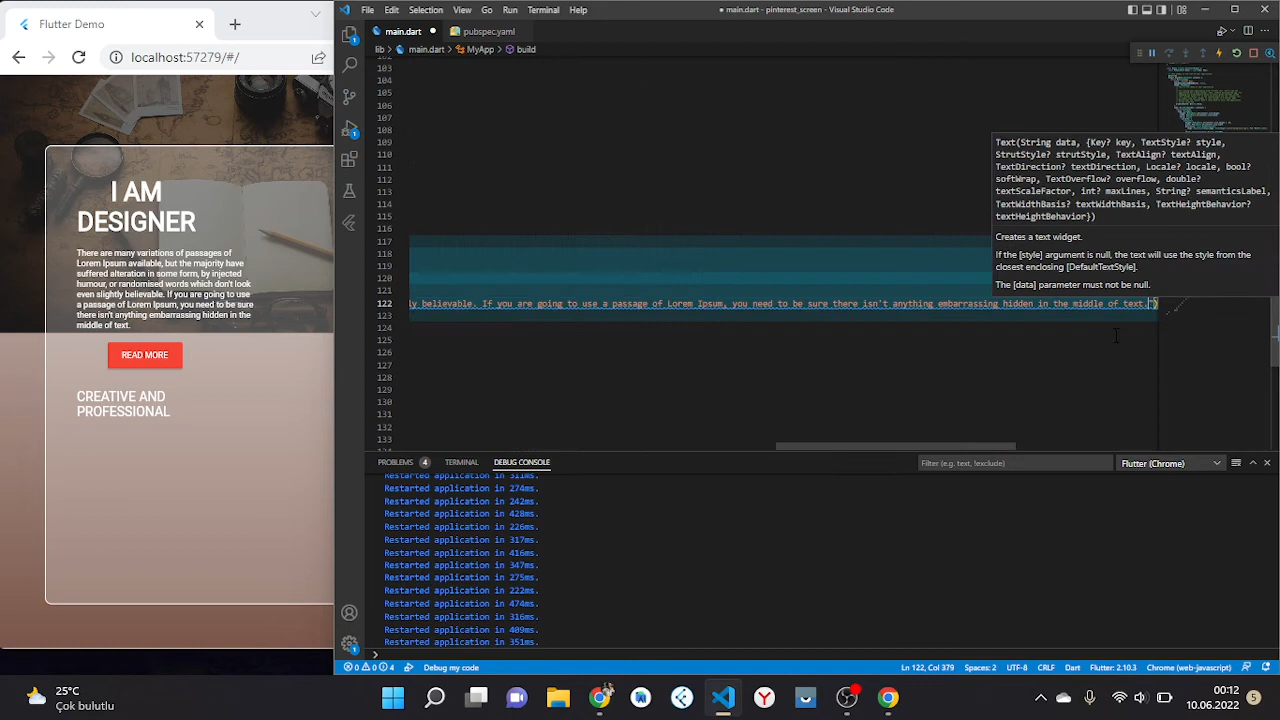 Flutter Demo
localhost:57279/#/
File Edit Selection View Go Run Terminal Help
● main.dart - pinterest_screen - Visual Studio Code
main.dart
pubspec.yaml
lib > main.dart > MyApp > build
103
104
105
106
107
108
109
110
111
112
113
114
115
116
117
118
119
120
121
122 ly believable. If you are going to use a passage of Lorem Ipsum, you need to be sure there isn't anything embarrassing hidden in the middle of text.")
123
124
125
126
127
128
129
130
131
132
133
Text(String data, {Key? key, TextStyle? style,
StrutStyle? strutStyle, TextAlign? textAlign,
TextDirection? textDirection, Locale? locale, bool?
softWrap, TextOverflow? overflow, double?
textScaleFactor, int? maxLines, String? semanticsLabel,
TextWidthBasis? textWidthBasis, TextHeightBehavior?
textHeightBehavior})
Creates a text widget.
If the [style] argument is null, the text will use the style from the
closest enclosing [DefaultTextStyle].
The [data] parameter must not be null.
I AM
DESIGNER
There are many variations of passages of
Lorem Ipsum available, but the majority have
suffered alteration in some form, by injected
humour, or randomised words which don't look
even slightly believable. If you are going to use
a passage of Lorem Ipsum, you need to be sure
there isn't anything embarrassing hidden in the
middle of text.
READ MORE
CREATIVE AND
PROFESSIONAL
PROBLEMS 4 TERMINAL DEBUG CONSOLE
Filter (e.g. text, !exclude)
Flutter (Chrome)
Restarted application in 311ms.
Restarted application in 274ms.
Restarted application in 242ms.
Restarted application in 428ms.
Restarted application in 226ms.
Restarted application in 317ms.
Restarted application in 416ms.
Restarted application in 347ms.
Restarted application in 275ms.
Restarted application in 222ms.
Restarted application in 474ms.
Restarted application in 316ms.
Restarted application in 409ms.
Restarted application in 351ms.
0 0 4 Debug my code
Ln 122, Col 379 Spaces: 2 UTF-8 CRLF Dart Flutter: 2.10.3 Chrome (web-javascript)
25°C
Çok bulutlu
00:12
10.06.2022
5